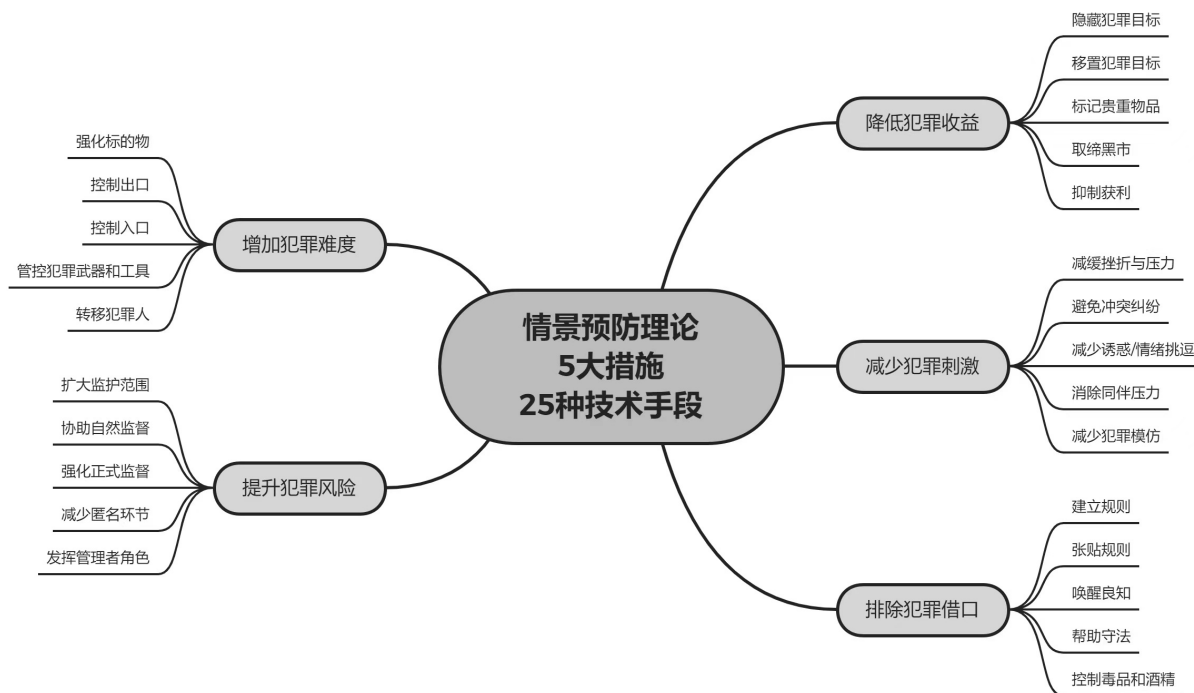 情景预防理论
5大措施
25种技术手段
增加犯罪难度
强化标的物
控制出口
控制入口
管控犯罪武器和工具
转移犯罪人
提升犯罪风险
扩大监护范围
协助自然监督
强化正式监督
减少匿名环节
发挥管理者角色
降低犯罪收益
隐藏犯罪目标
移置犯罪目标
标记贵重物品
取缔黑市
抑制获利
减少犯罪刺激
减缓挫折与压力
避免冲突纠纷
减少诱惑/情绪挑逗
消除同伴压力
减少犯罪模仿
排除犯罪借口
建立规则
张贴规则
唤醒良知
帮助守法
控制毒品和酒精